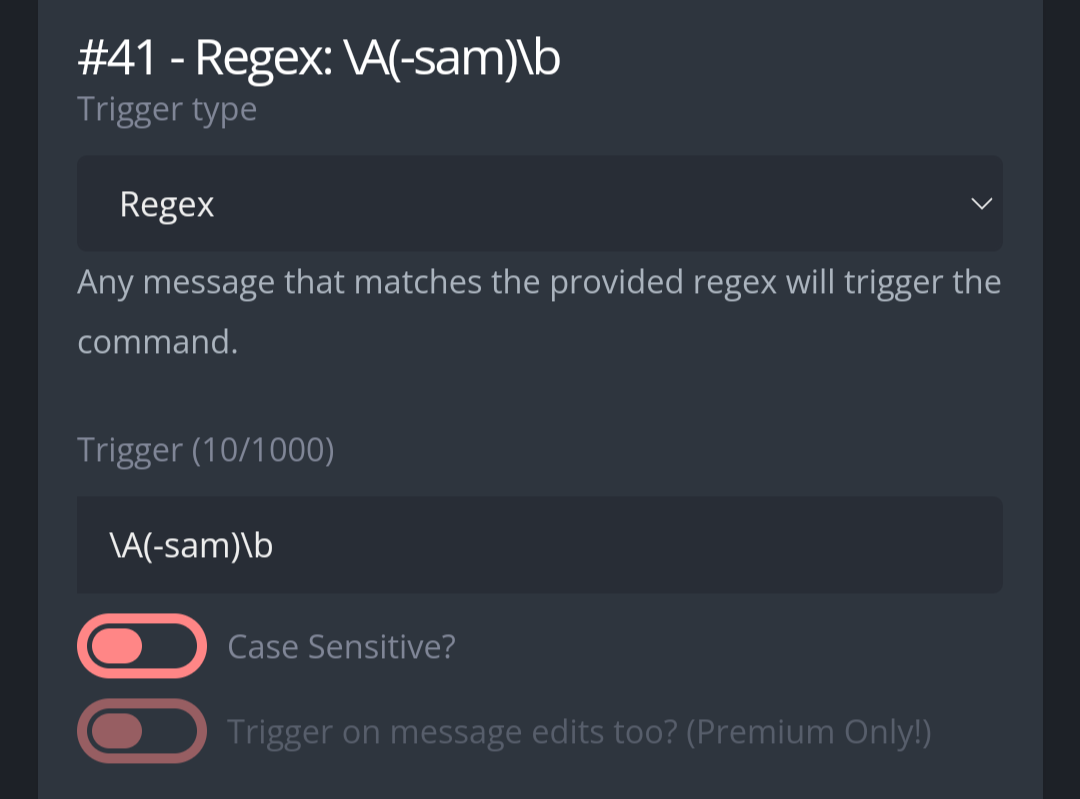 #41 - Regex: \A(-sam)\b
Trigger type
Regex
Any message that matches the provided regex will trigger the
command.
Trigger (10/1000)
\A(-sam)\b
Case Sensitive?
Trigger on message edits too? (Premium Only!)